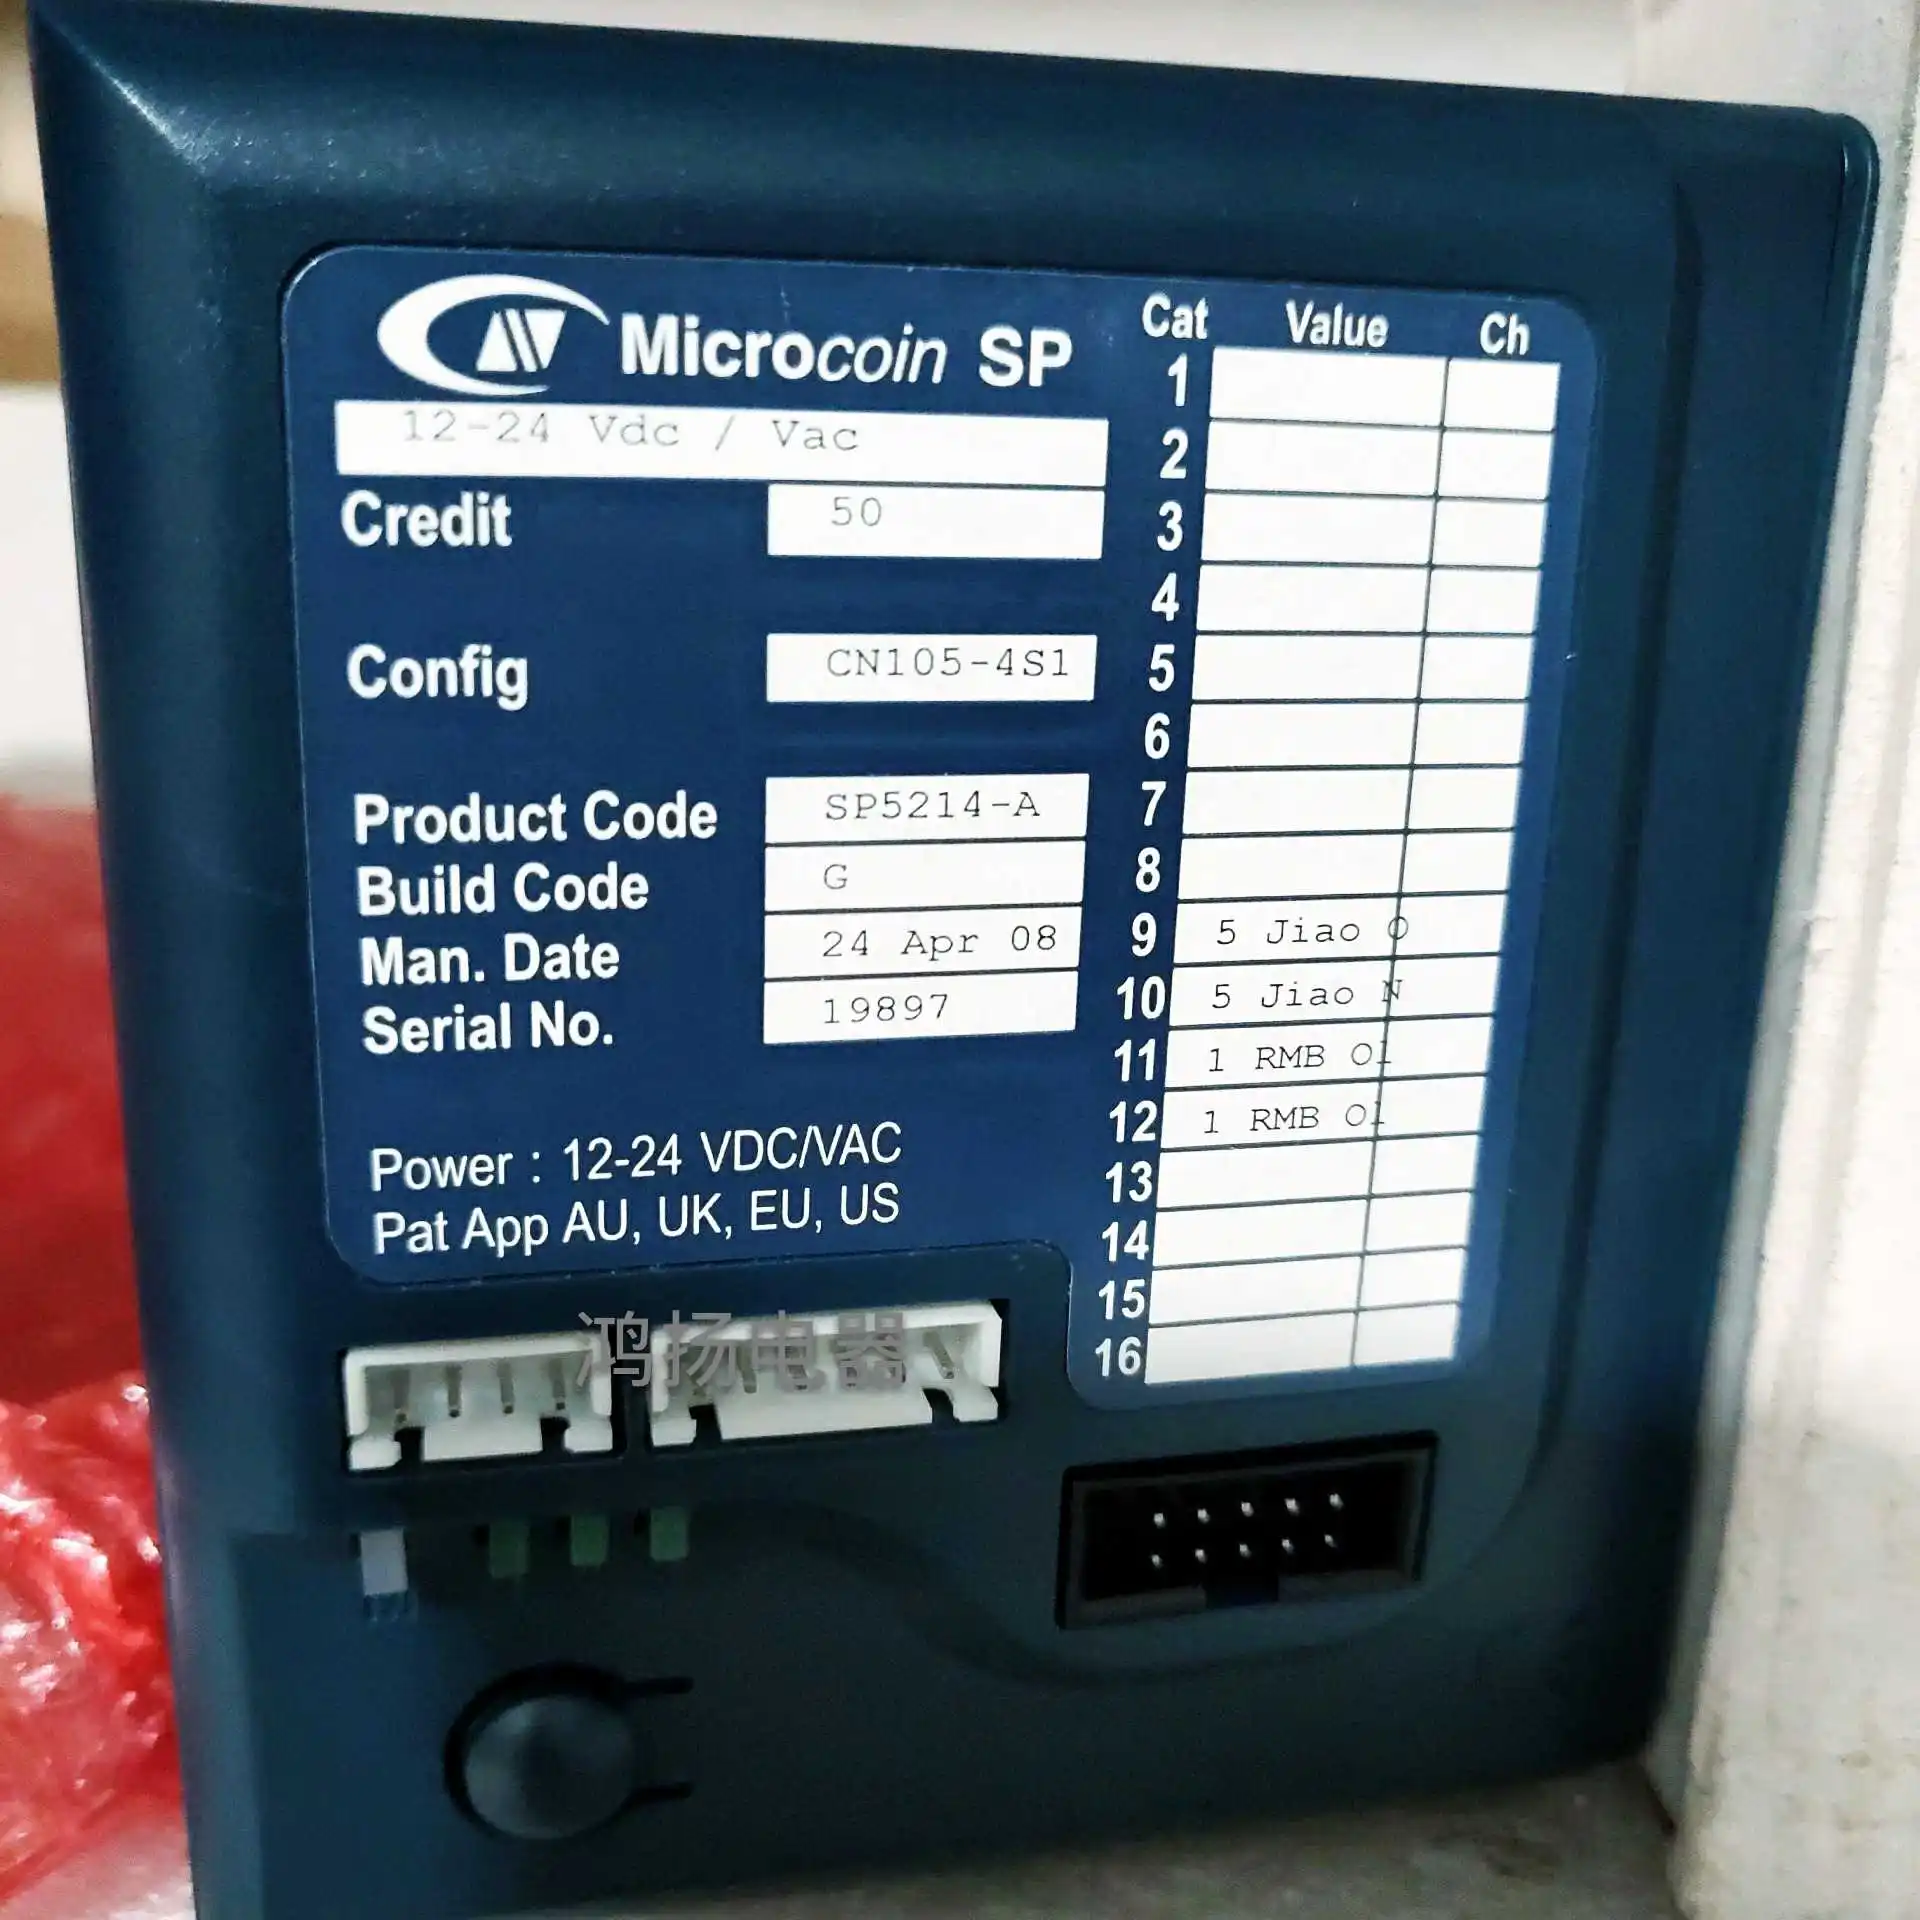 Microcoin SP
12-24 Vdc / Vac
Credit 50
Config CN105-4S1
Product Code SP5214-A
Build Code G
Man. Date 24 Apr 08
Serial No. 19897
Power : 12-24 VDC/VAC
Pat App AU, UK, EU, US
Cat Value Ch
1
2
3
4
5
6
7
8
9 5 Jiao O
10 5 Jiao N
11 1 RMB Ol
12 1 RMB Ol
13
14
15
16
鸿扬电器